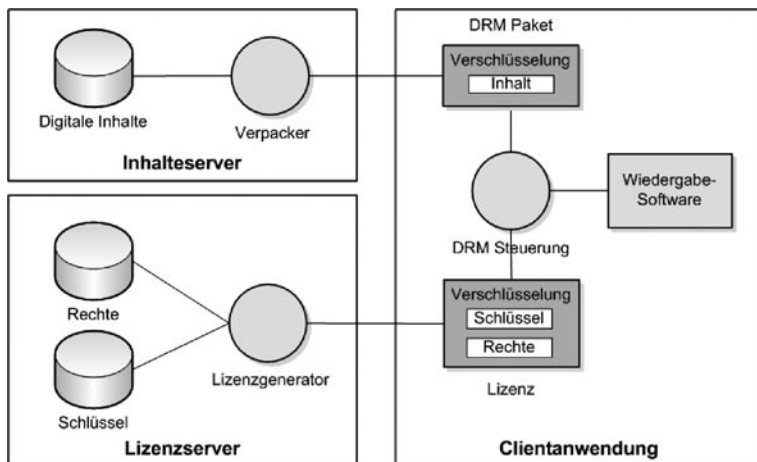 Digitale Inhalte
Verpacker
Inhalteserver
Rechte
Schlüssel
Lizenzgenerator
Lizenzserver
DRM Paket
Verschlüsselung
Inhalt
DRM Steuerung
Wiedergabe-
Software
Verschlüsselung
Schlüssel
Rechte
Lizenz
Clientanwendung